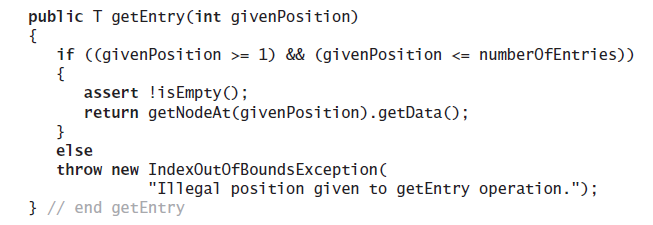 public T getEntry(int givenPosition)
{
if ((givenPosition >= 1) && (givenPosition <= numberOfEntries))
{
assert !isEmpty();
return getNodeAt(givenPosition).getData();
}
else
throw new IndexOutOfBoundsException(
"Illegal position given to getEntry operation.");
} // end getEntry